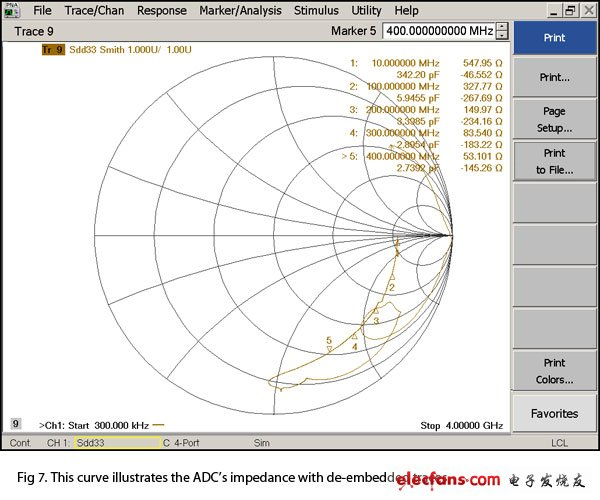 PNA
File Trace/Chan Response Marker/Analysis Stimulus Utility Help
Trace 9 Marker 5 400.000000000 MHz
Print
Tr 9 Sdd33 Smith 1.000U/ 1.00U
1: 10.000000 MHz 547.95 Ω
342.20 pF -46.552 Ω
2: 100.000000 MHz 327.77 Ω
5.9455 pF -267.69 Ω
3: 200.000000 MHz 149.97 Ω
3.3985 pF -234.16 Ω
4: 300.000000 MHz 83.540 Ω
2.8954 pF -183.22 Ω
> 5: 400.000000 MHz 53.101 Ω
2.7392 pF -145.26 Ω
Print...
Page
Setup...
Print
to File...
1
2
3
4
5
Print
Colors...
Favorites
9 >Ch1: Start 300.000 kHz Stop 4.00000 GHz
Cont. CH 1: Sdd33 C 4-Port Sim LCL
Fig 7. This curve illustrates the ADC's impedance with de-embedded
elecfans.com 电子发烧友